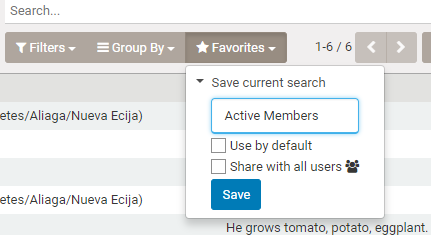 Search...
Filters Group By Favorites 1-6 / 6
Save current search
etes/Aliaga/Nueva Ecija)
Active Members
Use by default
Share with all users
Save
etes/Aliaga/Nueva Ecija)
He grows tomato, potato, eggplant.